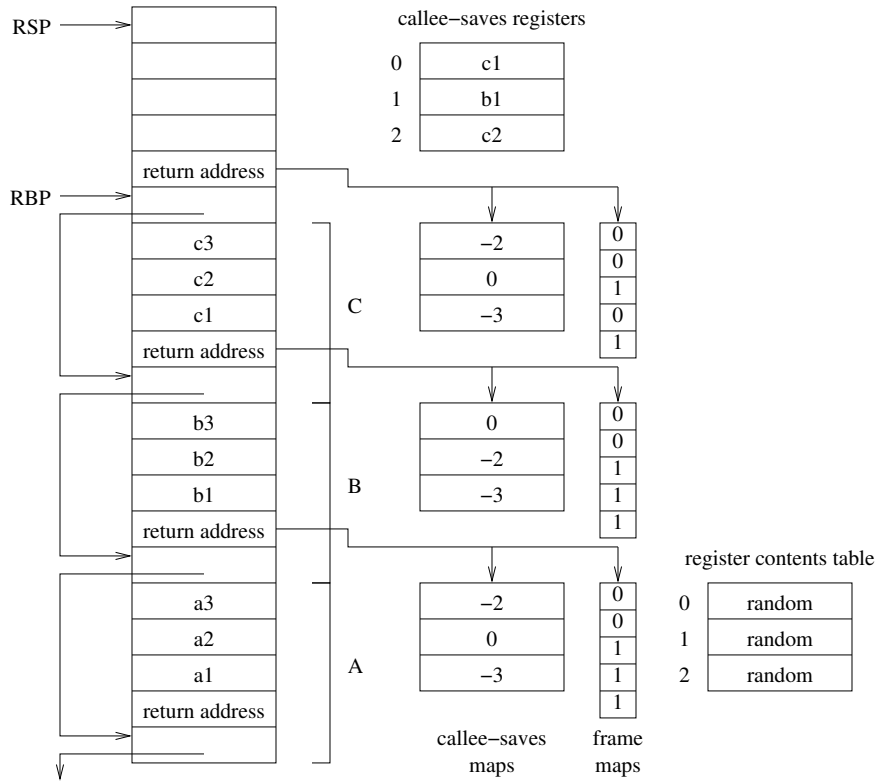 RSP
callee−saves registers
0 c1
1 b1
2 c2
return address
RBP
c3
c2
c1
return address
C
−2
0
−3
0
0
1
0
1
b3
b2
b1
return address
B
0
−2
−3
0
0
1
1
1
a3
a2
a1
return address
A
−2
0
−3
0
0
1
1
1
register contents table
0 random
1 random
2 random
callee−saves
maps
frame
maps